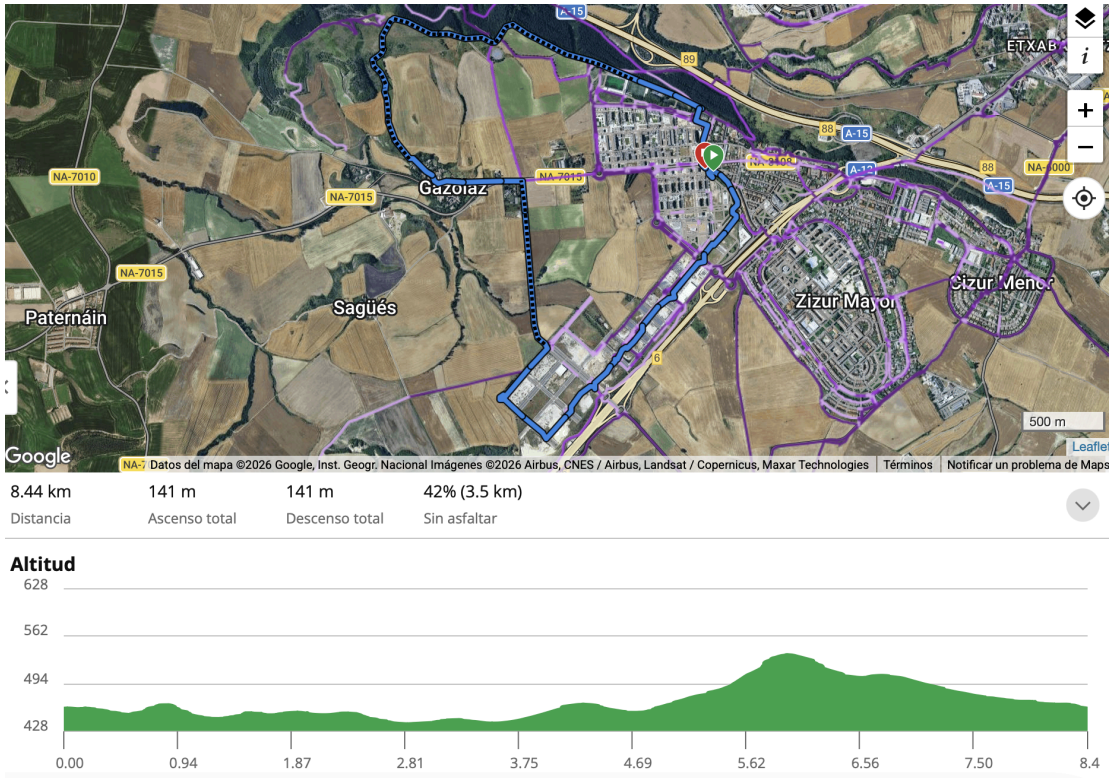 A-15
ETXAB
i
89
+
88
A-15
−
NA-7010
Gazolaz
NA-7015
88
NA-6000
A-15
NA-7015
NA-7015
Sagüés
Zizur Mayor
Cizur Menor
Paternáin
6
500 m
Leaflet
Google
NA-7
Datos del mapa ©2026 Google, Inst. Geogr. Nacional Imágenes ©2026 Airbus, CNES / Airbus, Landsat / Copernicus, Maxar Technologies
Términos
Notificar un problema de Maps
8.44 km 141 m 141 m 42% (3.5 km)
Distancia Ascenso total Descenso total Sin asfaltar
Altitud
628
562
494
428
0.00 0.94 1.87 2.81 3.75 4.69 5.62 6.56 7.50 8.4